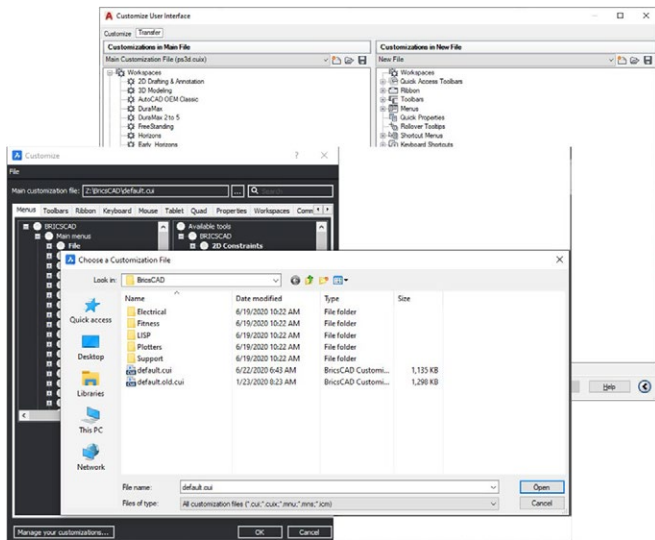 Customize User Interface
Customize Transfer
Customizations in Main File
Main Customization File (ps3d.cuix)
Workspaces
2D Drafting & Annotation
3D Modeling
AutoCAD OEM Classic
DuraMax
DuraMax 2 to 5
FreeStanding
Horizons
Early Horizons
Customizations in New File
New File
Workspaces
Quick Access Toolbars
Ribbon
Toolbars
Menus
Quick Properties
Rollover Tooltips
Shortcut Menus
Keyboard Shortcuts
Help
Customize
File
Main customization file: Z:\BricsCAD\default.cui
...
Search
Menus Toolbars Ribbon Keyboard Mouse Tablet Quad Properties Workspaces Com
BRICSCAD
Main menus
File
Available tools
BRICSCAD
2D Constraints
Choose a Customization File
Look in: BricsCAD
Quick access
Desktop
Libraries
This PC
Network
Name Date modified Type Size
Electrical 6/19/2020 10:22 AM File folder
Fitness 6/19/2020 10:22 AM File folder
LISP 6/19/2020 10:22 AM File folder
Plotters 6/19/2020 10:22 AM File folder
Support 6/19/2020 10:22 AM File folder
default.cui 6/22/2020 6:43 AM BricsCAD Customi... 1,135 KB
default.old.cui 1/23/2020 8:23 AM BricsCAD Customi... 1,298 KB
File name: default.cui
Open
Files of type: All customization files (*.cui;*.cuix;*.mnu;*.mns;*.icm)
Cancel
Manage your customizations...
OK
Cancel